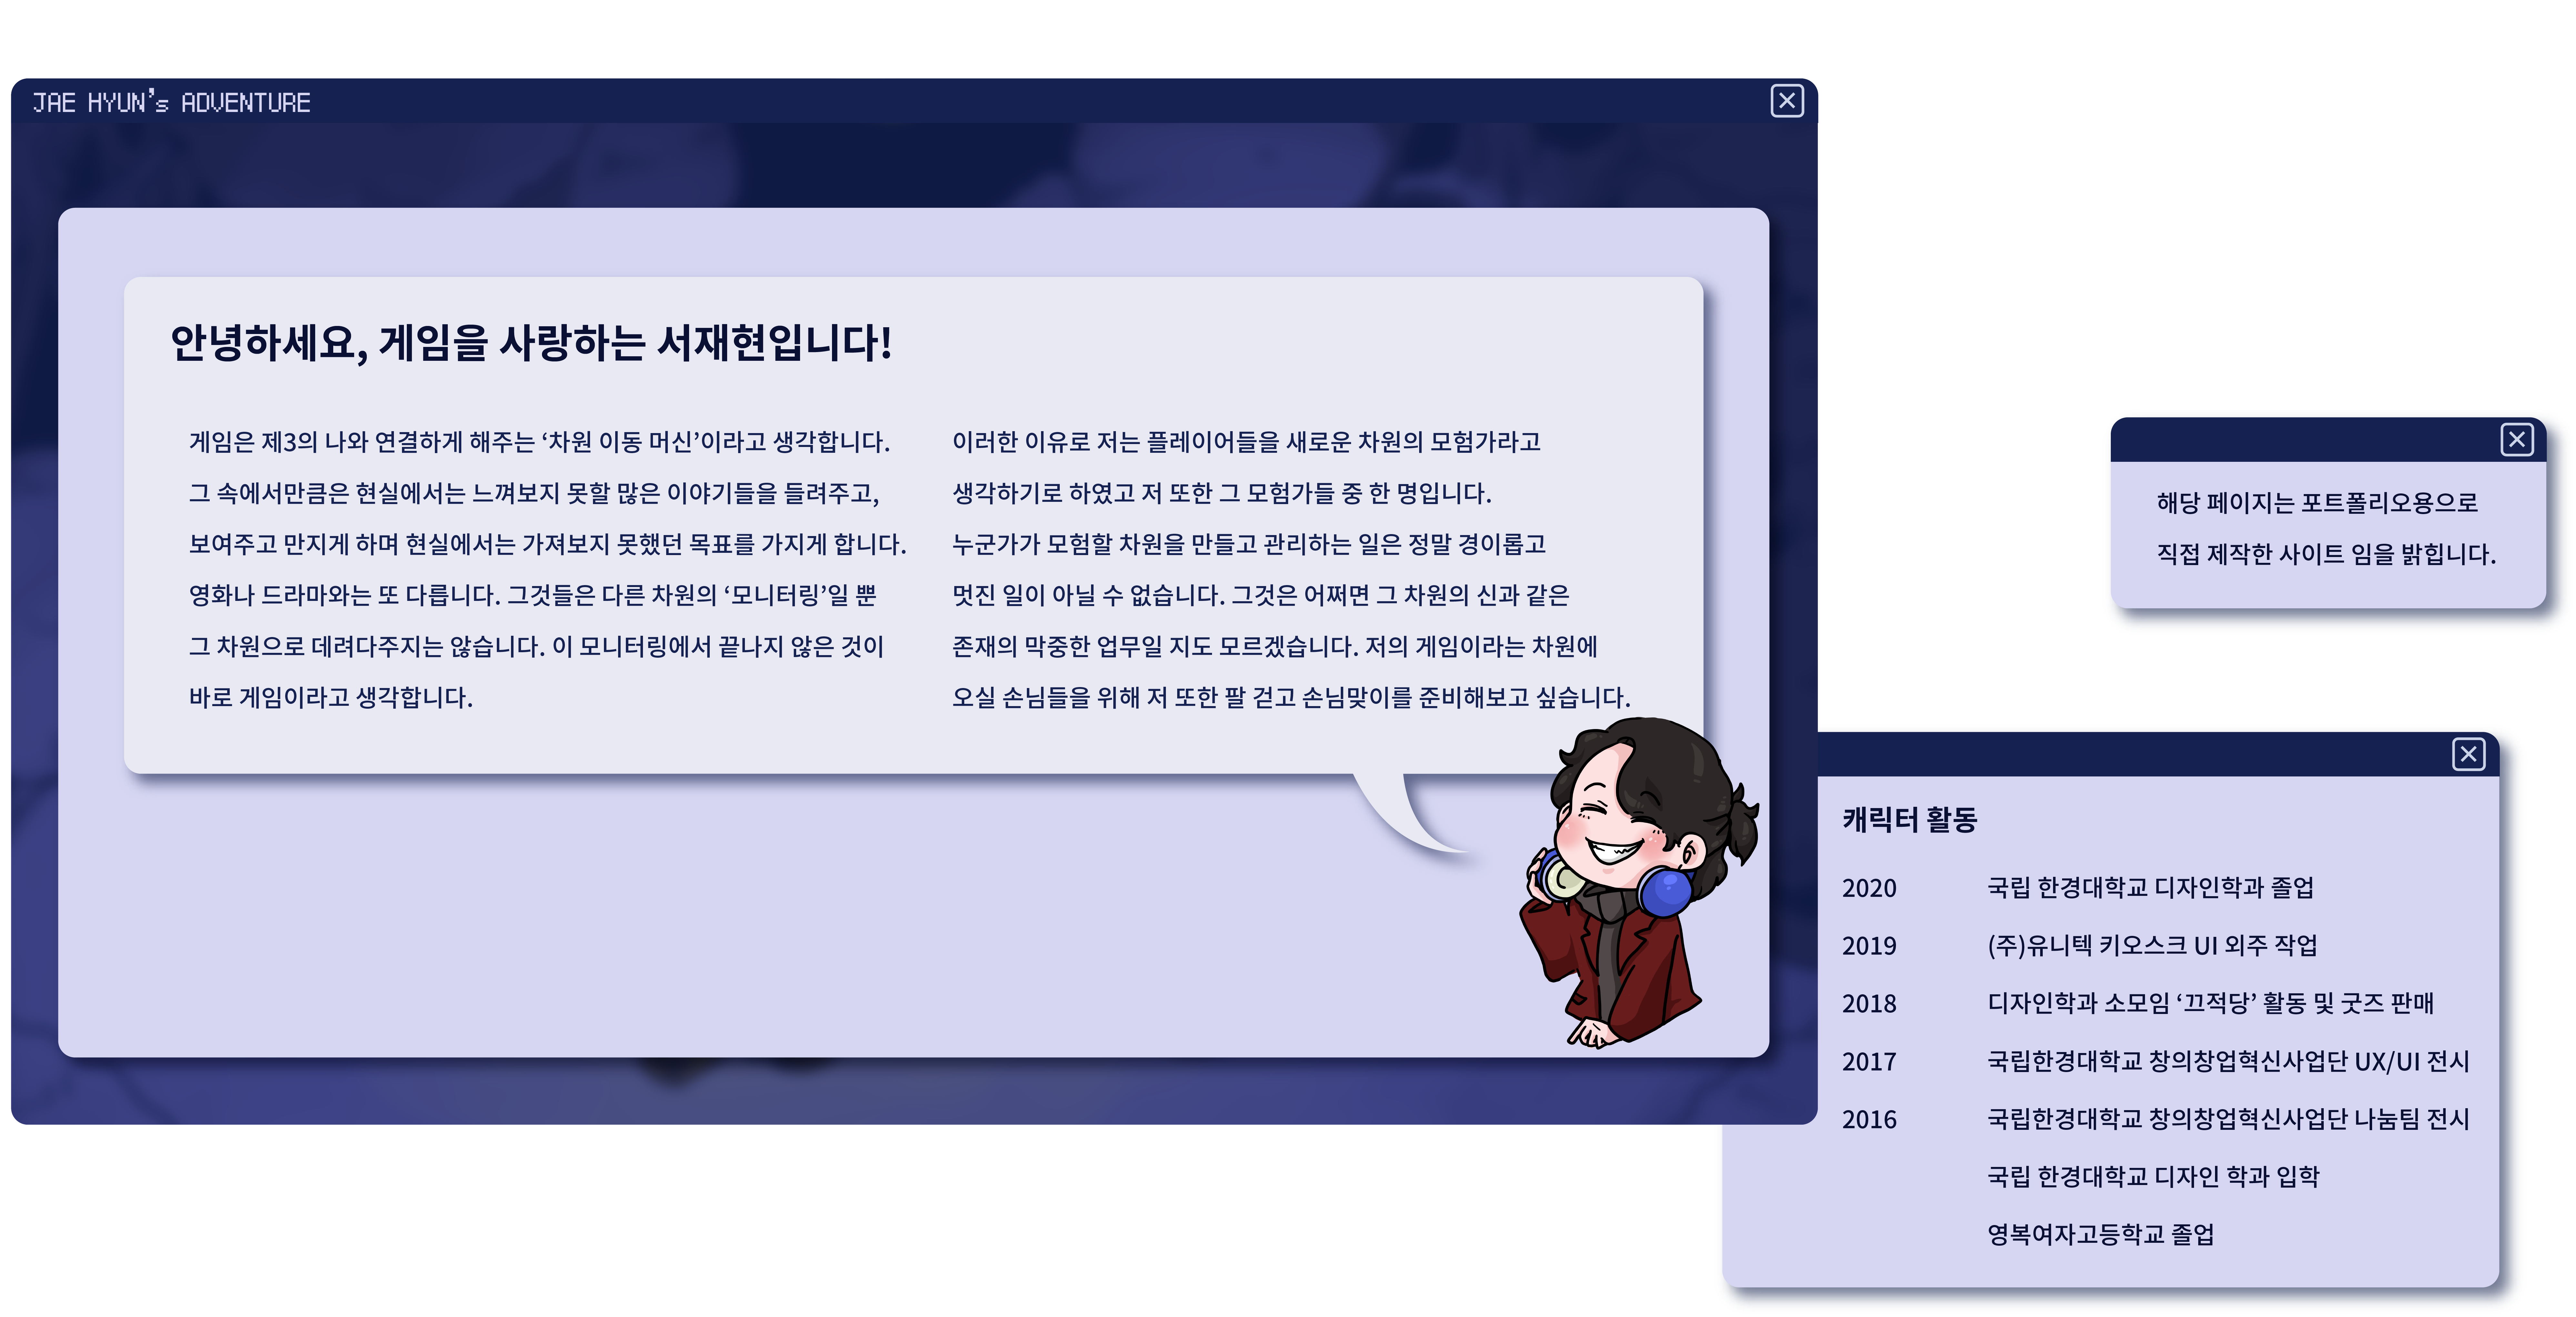 JAE HYUN's ADVENTURE
안녕하세요, 게임을 사랑하는 서재현입니다!
게임은 제3의 나와 연결하게 해주는 ‘차원 이동 머신’이라고 생각합니다.
그 속에서만큼은 현실에서는 느껴보지 못할 많은 이야기들을 들려주고,
보여주고 만지게 하며 현실에서는 가져보지 못했던 목표를 가지게 합니다.
영화나 드라마와는 또 다릅니다. 그것들은 다른 차원의 ‘모니터링’일 뿐
그 차원으로 데려다주지는 않습니다. 이 모니터링에서 끝나지 않은 것이
바로 게임이라고 생각합니다.
이러한 이유로 저는 플레이어들을 새로운 차원의 모험가라고
생각하기로 하였고 저 또한 그 모험가들 중 한 명입니다.
누군가가 모험할 차원을 만들고 관리하는 일은 정말 경이롭고
멋진 일이 아닐 수 없습니다. 그것은 어쩌면 그 차원의 신과 같은
존재의 막중한 업무일 지도 모르겠습니다. 저의 게임이라는 차원에
오실 손님들을 위해 저 또한 팔 걷고 손님맞이를 준비해보고 싶습니다.
해당 페이지는 포트폴리오용으로
직접 제작한 사이트 임을 밝힙니다.
캐릭터 활동
2020 국립 한경대학교 디자인학과 졸업
2019 (주)유니텍 키오스크 UI 외주 작업
2018 디자인학과 소모임 ‘끄적당’ 활동 및 굿즈 판매
2017 국립한경대학교 창의창업혁신사업단 UX/UI 전시
2016 국립한경대학교 창의창업혁신사업단 나눔팀 전시
국립 한경대학교 디자인 학과 입학
영복여자고등학교 졸업